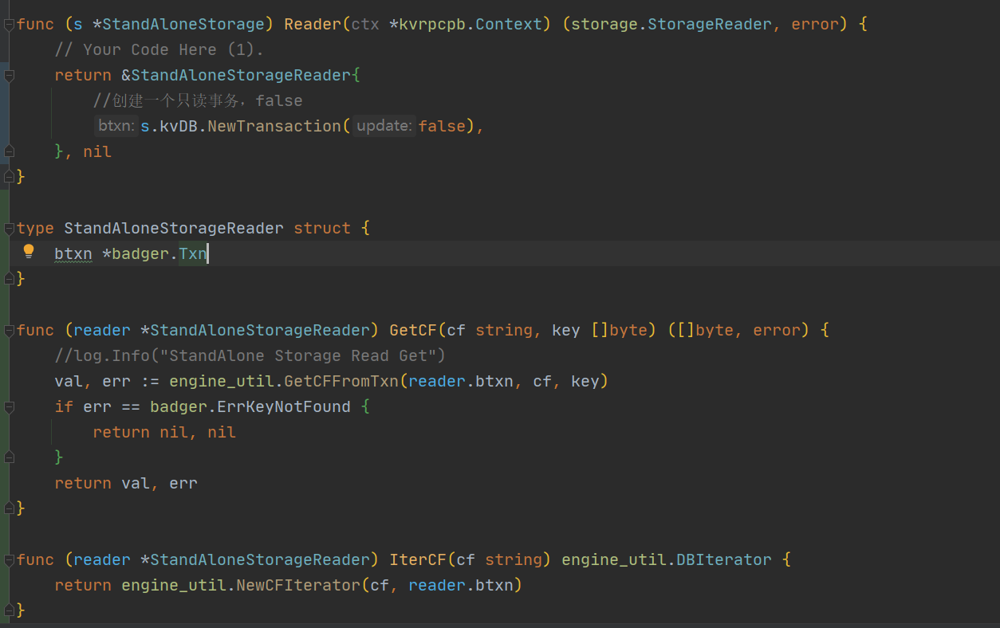 func (s *StandAloneStorage) Reader(ctx *kvrpcpb.Context) (storage.StorageReader, error) {
    // Your Code Here (1).
    return &StandAloneStorageReader{
        //创建一个只读事务，false
        btxn: s.kvDB.NewTransaction( update: false),
    }, nil
}

type StandAloneStorageReader struct {
    btxn *badger.Txn
}

func (reader *StandAloneStorageReader) GetCF(cf string, key []byte) ([]byte, error) {
    //log.Info("StandAlone Storage Read Get")
    val, err := engine_util.GetCFFromTxn(reader.btxn, cf, key)
    if err == badger.ErrKeyNotFound {
        return nil, nil
    }
    return val, err
}

func (reader *StandAloneStorageReader) IterCF(cf string) engine_util.DBIterator {
    return engine_util.NewCFIterator(cf, reader.btxn)
}